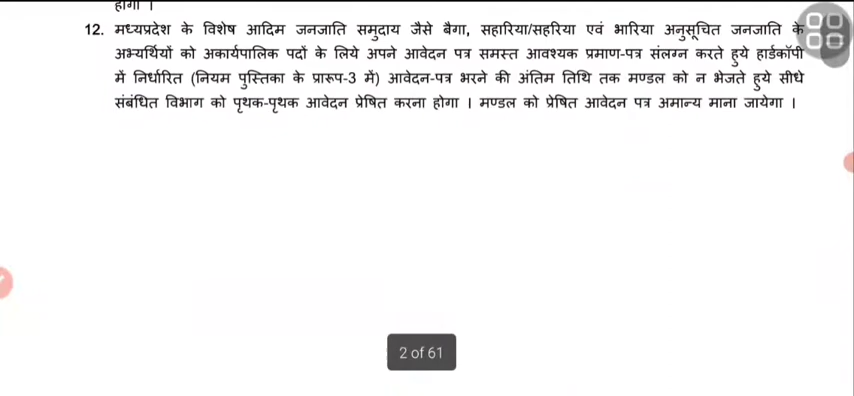 होगा ।
12. मध्यप्रदेश के विशेष आदिम जनजाति समुदाय जैसे बैगा, सहारिया/सहरिया एवं भारिया अनुसूचित जनजाति के
अभ्यर्थियों को अकार्यपालिक पदों के लिये अपने आवेदन पत्र समस्त आवश्यक प्रमाण-पत्र संलग्न करते हुये हार्डकॉपी
में निर्धारित (नियम पुस्तिका के प्रारूप-3 में) आवेदन-पत्र भरने की अंतिम तिथि तक मण्डल को न भेजते हुये सीधे
संबंधित विभाग को पृथक-पृथक आवेदन प्रेषित करना होगा । मण्डल को प्रेषित आवेदन पत्र अमान्य माना जायेगा ।
2 of 61